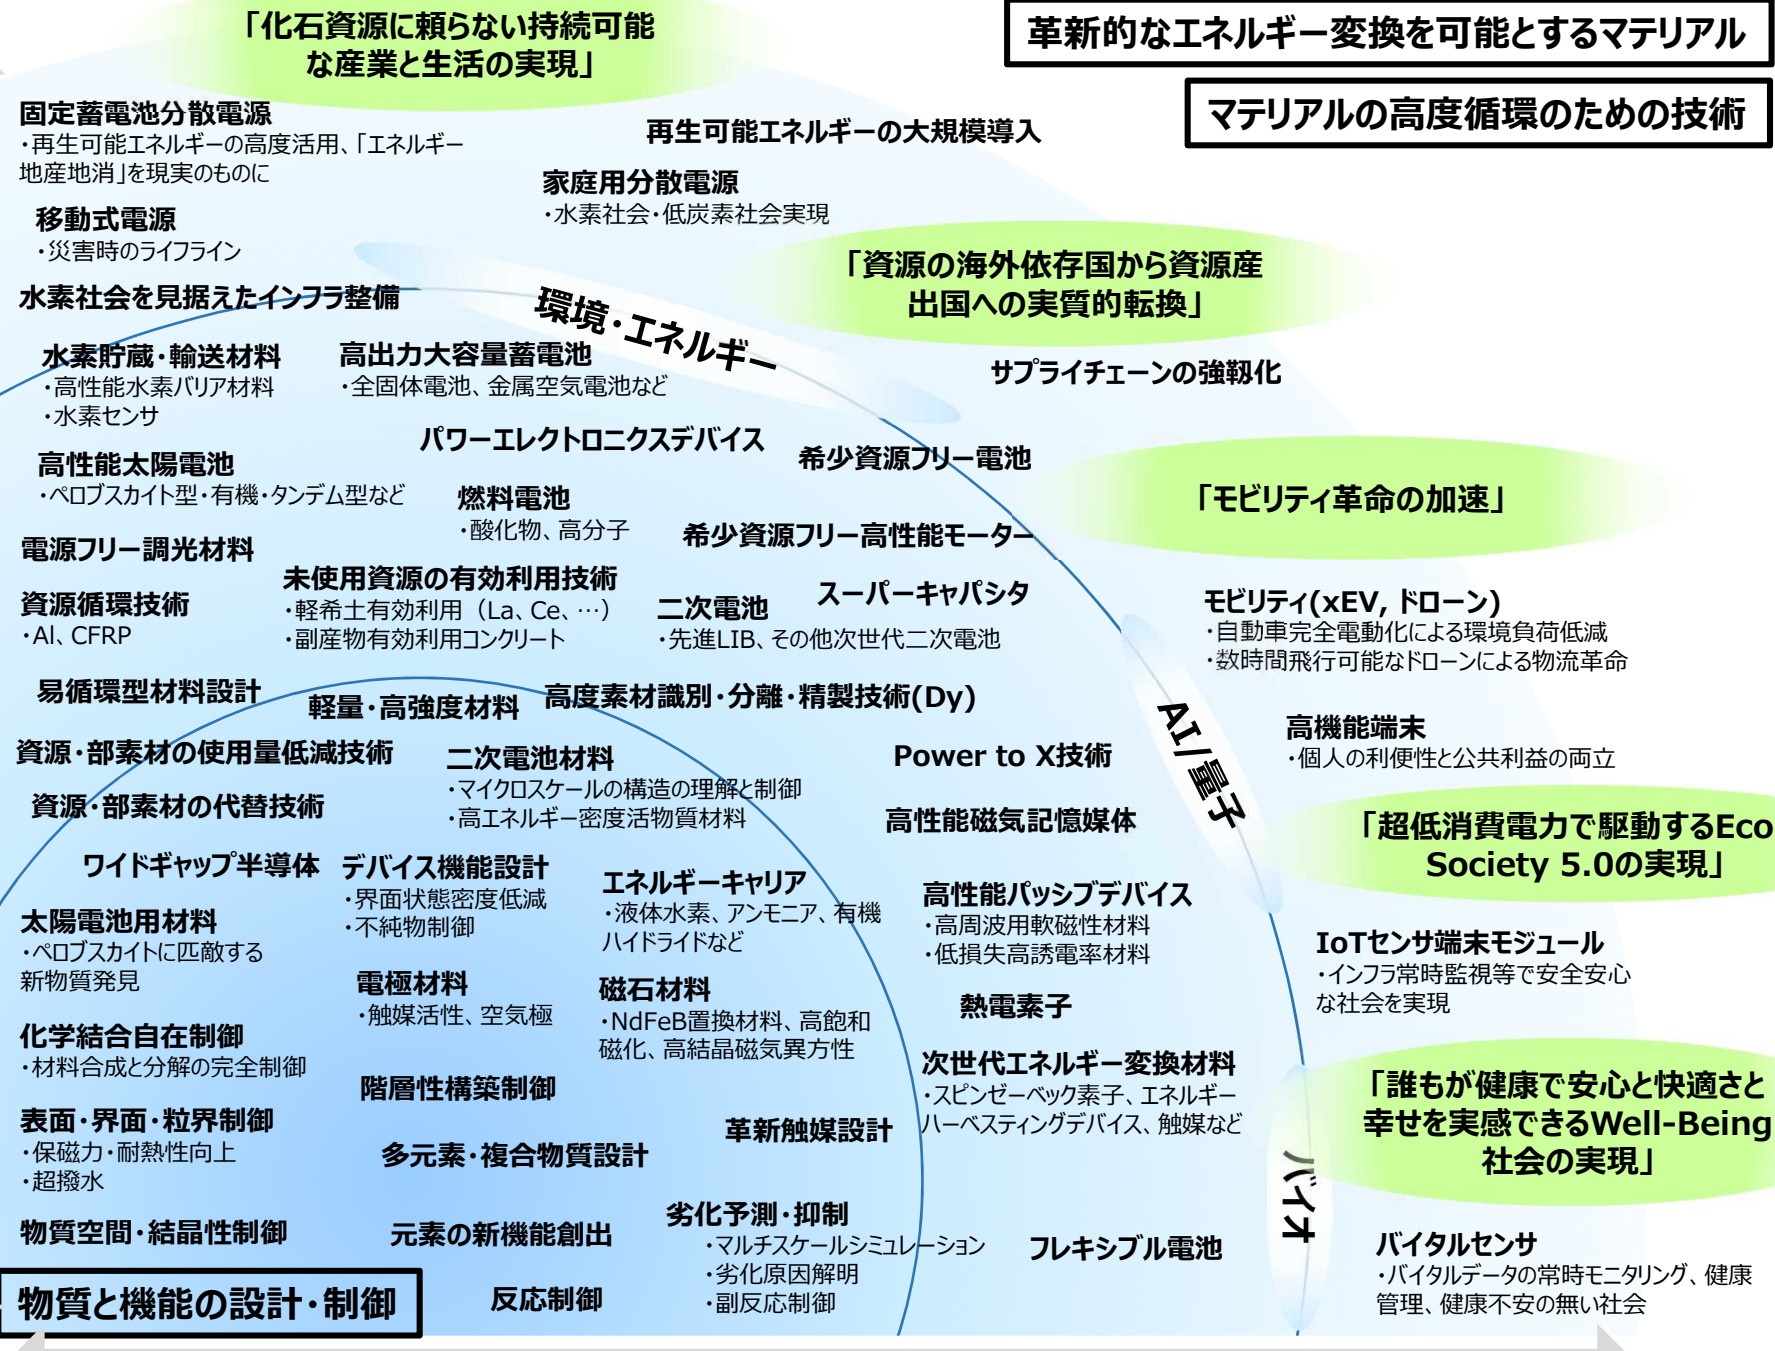 「化石資源に頼らない持続可能
な産業と生活の実現」
革新的なエネルギー変換を可能とするマテリアル
マテリアルの高度循環のための技術
固定蓄電池分散電源
・再生可能エネルギーの高度活用、「エネルギー
地産地消」を現実のものに
再生可能エネルギーの大規模導入
家庭用分散電源
・水素社会・低炭素社会実現
移動式電源
・災害時のライフライン
「資源の海外依存国から資源産
出国への実質的転換」
水素社会を見据えたインフラ整備
環境・エネルギー
水素貯蔵・輸送材料
・高性能水素バリア材料
・水素センサ
高出力大容量蓄電池
・全固体電池、金属空気電池など
サプライチェーンの強靱化
パワーエレクトロニクスデバイス
希少資源フリー電池
高性能太陽電池
・ペロブスカイト型・有機・タンデム型など
燃料電池
・酸化物、高分子
「モビリティ革命の加速」
希少資源フリー高性能モーター
電源フリー調光材料
未使用資源の有効利用技術
・軽希土有効利用（La、Ce、…）
・副産物有効利用コンクリート
資源循環技術
・Al、CFRP
二次電池
・先進LIB、その他次世代二次電池
スーパーキャパシタ
モビリティ(xEV, ドローン)
・自動車完全電動化による環境負荷低減
・数時間飛行可能なドローンによる物流革命
易循環型材料設計
軽量・高強度材料
高度素材識別・分離・精製技術(Dy)
AI/量子
高機能端末
・個人の利便性と公共利益の両立
資源・部素材の使用量低減技術
二次電池材料
・マイクロスケールの構造の理解と制御
・高エネルギー密度活物質材料
Power to X技術
資源・部素材の代替技術
高性能磁気記憶媒体
「超低消費電力で駆動するEco
Society 5.0の実現」
ワイドギャップ半導体
デバイス機能設計
・界面状態密度低減
・不純物制御
エネルギーキャリア
・液体水素、アンモニア、有機
ハイドライドなど
高性能パッシブデバイス
・高周波用軟磁性材料
・低損失高誘電率材料
太陽電池用材料
・ペロブスカイトに匹敵する
新物質発見
IoTセンサ端末モジュール
・インフラ常時監視等で安全安心
な社会を実現
電極材料
・触媒活性、空気極
磁石材料
・NdFeB置換材料、高飽和
磁化、高結晶磁気異方性
熱電素子
化学結合自在制御
・材料合成と分解の完全制御
次世代エネルギー変換材料
・スピンゼーベック素子、エネルギー
ハーベスティングデバイス、触媒など
「誰もが健康で安心と快適さと
幸せを実感できるWell-Being
社会の実現」
階層性構築制御
表面・界面・粒界制御
・保磁力・耐熱性向上
・超撥水
革新触媒設計
多元素・複合物質設計
バイオ
物質空間・結晶性制御
元素の新機能創出
劣化予測・抑制
・マルチスケールシミュレーション
・劣化原因解明
・副反応制御
フレキシブル電池
バイタルセンサ
・バイタルデータの常時モニタリング、健康
管理、健康不安の無い社会
物質と機能の設計・制御
反応制御